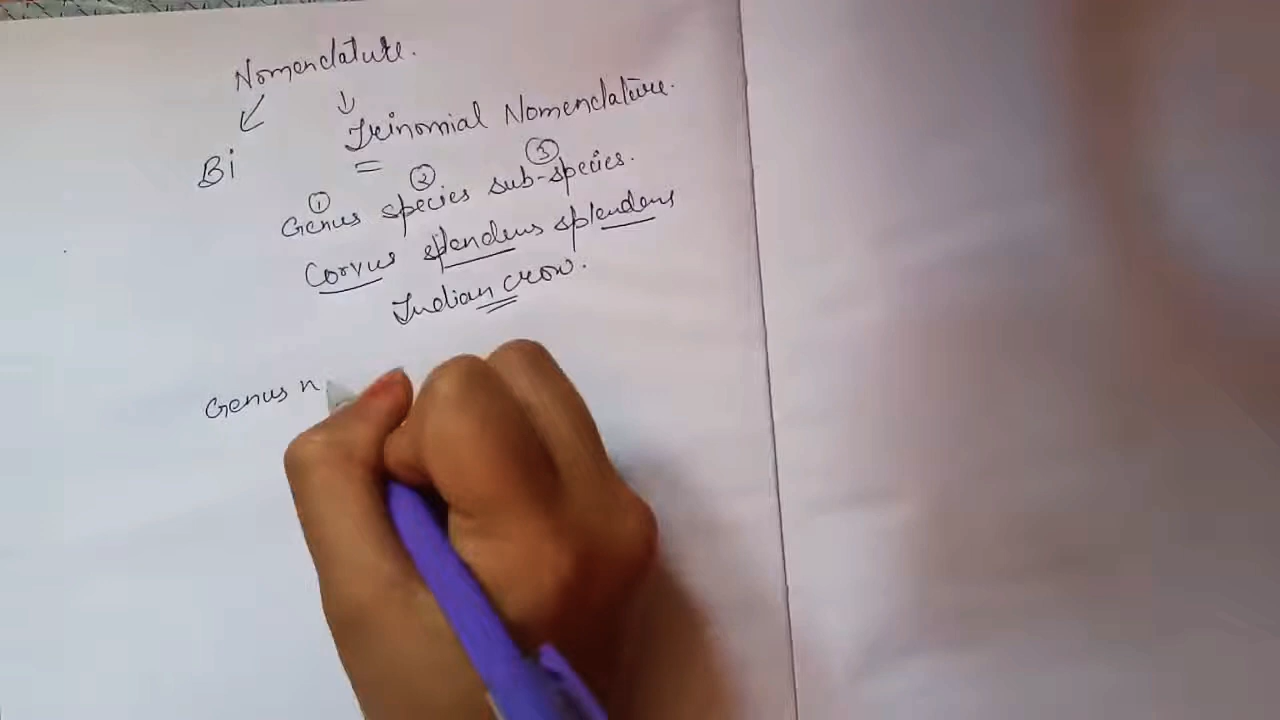 Nomenclature.
↙ ↓
Bi Trinomial Nomenclature.
=
① ② ③
Genus species sub-species.
Corvus splendens splendens
Indian crow.
Genus n